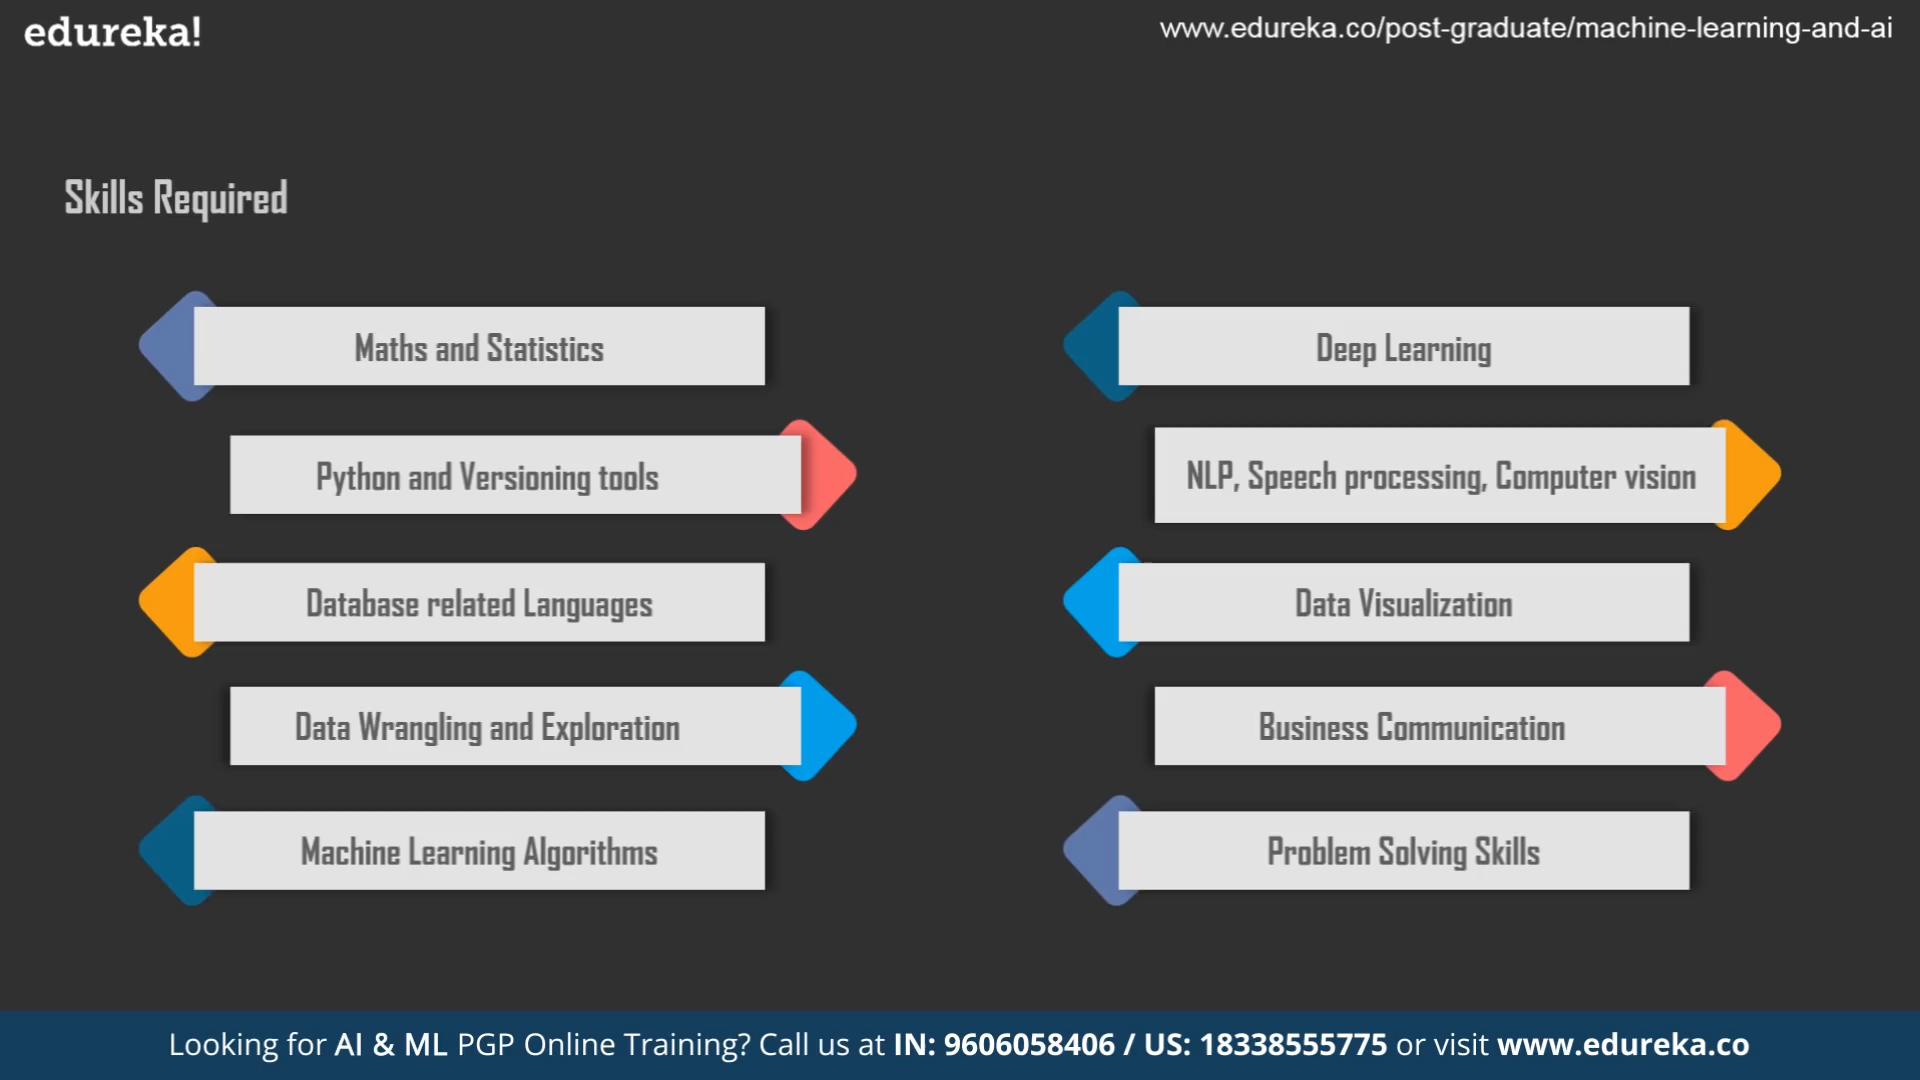 edureka!
www.edureka.co/post-graduate/machine-learning-and-ai
Skills Required
Maths and Statistics
Python and Versioning tools
Database related Languages
Data Wrangling and Exploration
Machine Learning Algorithms
Deep Learning
NLP, Speech processing, Computer vision
Data Visualization
Business Communication
Problem Solving Skills
Looking for AI & ML PGP Online Training? Call us at IN: 9606058406 / US: 18338555775 or visit www.edureka.co